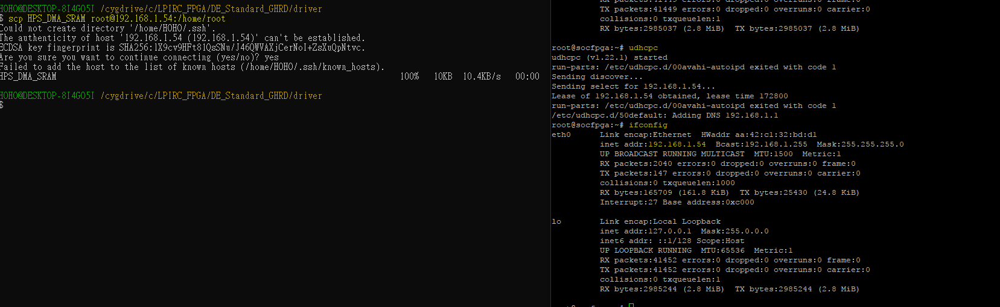 HOHO@DESKTOP-8I4GO5I /cygdrive/c/LPIRC_FPGA/DE_Standard_GHRD/driver
$ scp HPS_DMA_SRAM root@192.168.1.54:/home/root
Could not create directory '/home/HOHO/.ssh'.
The authenticity of host '192.168.1.54 (192.168.1.54)' can't be established.
ECDSA key fingerprint is SHA256:lX9cv9HFt8lQsSNu/J46QWVAXjCerNoI+ZsXuQpNtvc.
Are you sure you want to continue connecting (yes/no)? yes
Failed to add the host to the list of known hosts (/home/HOHO/.ssh/known_hosts).
HPS_DMA_SRAM 100% 10KB 10.4KB/s 00:00
HOHO@DESKTOP-8I4GO5I /cygdrive/c/LPIRC_FPGA/DE_Standard_GHRD/driver
$
RX packets:41449 errors:0 dropped:0 overruns:0 frame:0
TX packets:41449 errors:0 dropped:0 overruns:0 carrier:0
collisions:0 txqueuelen:1
RX bytes:2985037 (2.8 MiB) TX bytes:2985037 (2.8 MiB)
root@socfpga:~# udhcpc
udhcpc (v1.22.1) started
run-parts: /etc/udhcpc.d/00avahi-autoipd exited with code 1
Sending discover...
Sending select for 192.168.1.54...
Lease of 192.168.1.54 obtained, lease time 172800
run-parts: /etc/udhcpc.d/00avahi-autoipd exited with code 1
/etc/udhcpc.d/50default: Adding DNS 192.168.1.1
root@socfpga:~# ifconfig
eth0 Link encap:Ethernet HWaddr aa:42:c1:32:bd:d1
inet addr:192.168.1.54 Bcast:192.168.1.255 Mask:255.255.255.0
UP BROADCAST RUNNING MULTICAST MTU:1500 Metric:1
RX packets:2040 errors:0 dropped:0 overruns:0 frame:0
TX packets:147 errors:0 dropped:0 overruns:0 carrier:0
collisions:0 txqueuelen:1000
RX bytes:165709 (161.8 KiB) TX bytes:25430 (24.8 KiB)
Interrupt:27 Base address:0xc000
lo Link encap:Local Loopback
inet addr:127.0.0.1 Mask:255.0.0.0
inet6 addr: ::1/128 Scope:Host
UP LOOPBACK RUNNING MTU:65536 Metric:1
RX packets:41452 errors:0 dropped:0 overruns:0 frame:0
TX packets:41452 errors:0 dropped:0 overruns:0 carrier:0
collisions:0 txqueuelen:1
RX bytes:2985244 (2.8 MiB) TX bytes:2985244 (2.8 MiB)